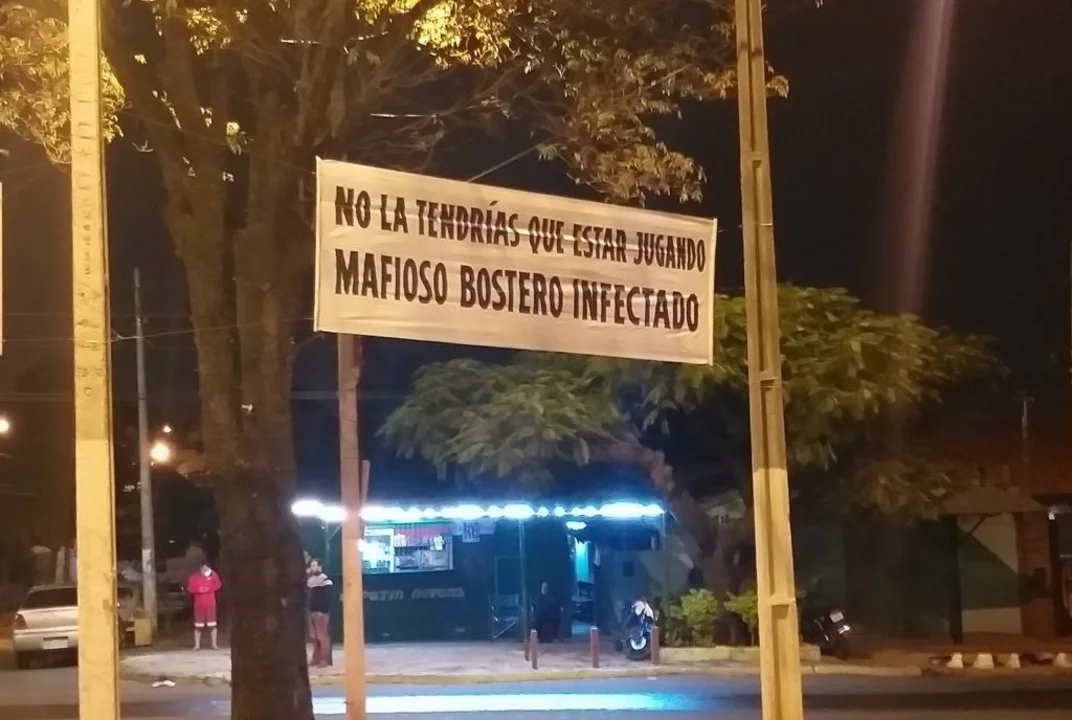 NO LA TENDRÍAS QUE ESTAR JUGANDO
MAFIOSO BOSTERO INFECTADO